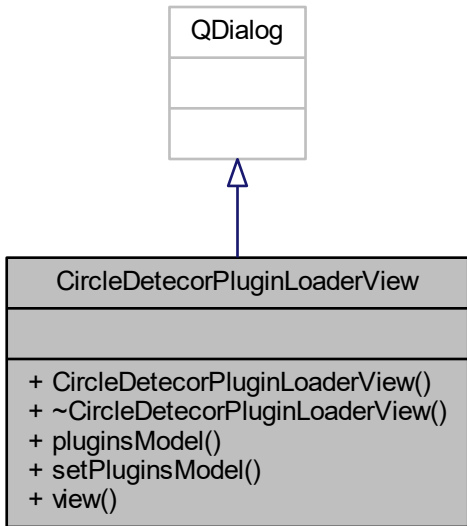 QDialog
CircleDetecorPluginLoaderView
+ CircleDetecorPluginLoaderView()
+ ~CircleDetecorPluginLoaderView()
+ pluginsModel()
+ setPluginsModel()
+ view()